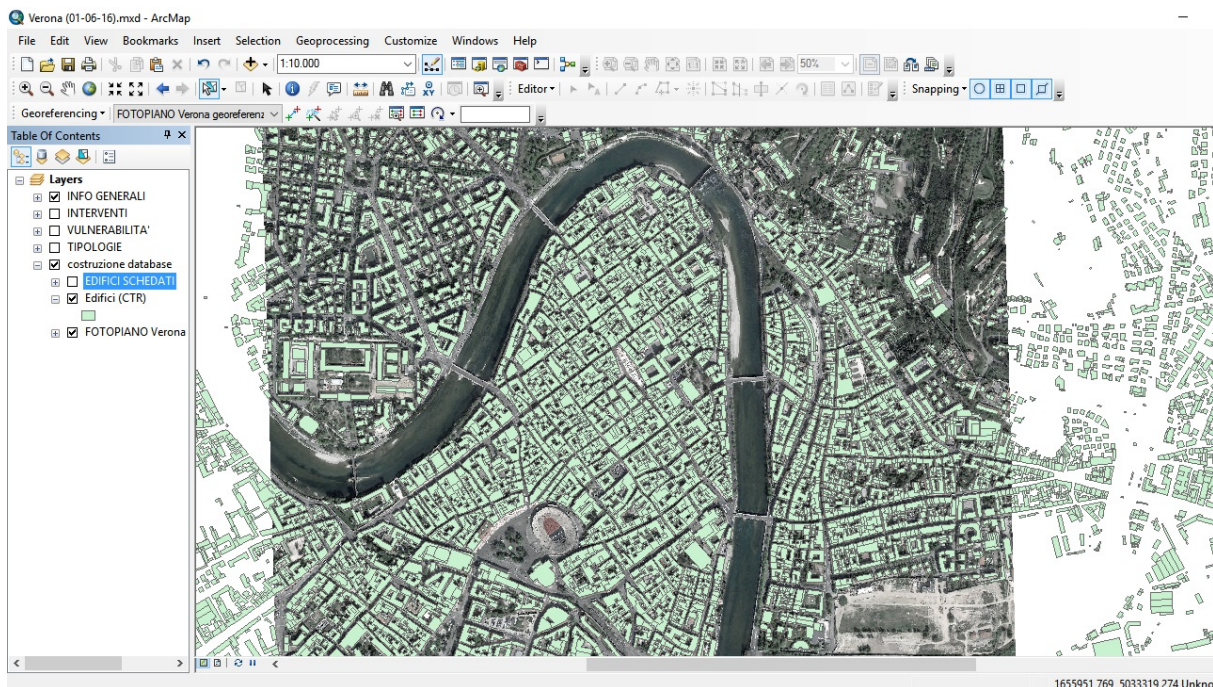 Verona (01-06-16).mxd - ArcMap
File Edit View Bookmarks Insert Selection Geoprocessing Customize Windows Help
1:10.000 50%
Editor Snapping
Georeferencing FOTOPIANO Verona georeferenz
Table Of Contents
Layers
INFO GENERALI
INTERVENTI
VULNERABILITA'
TIPOLOGIE
costruzione database
EDIFICI SCHEDATI
Edifici (CTR)
FOTOPIANO Verona
1655951,769 5033319,274 Unkno